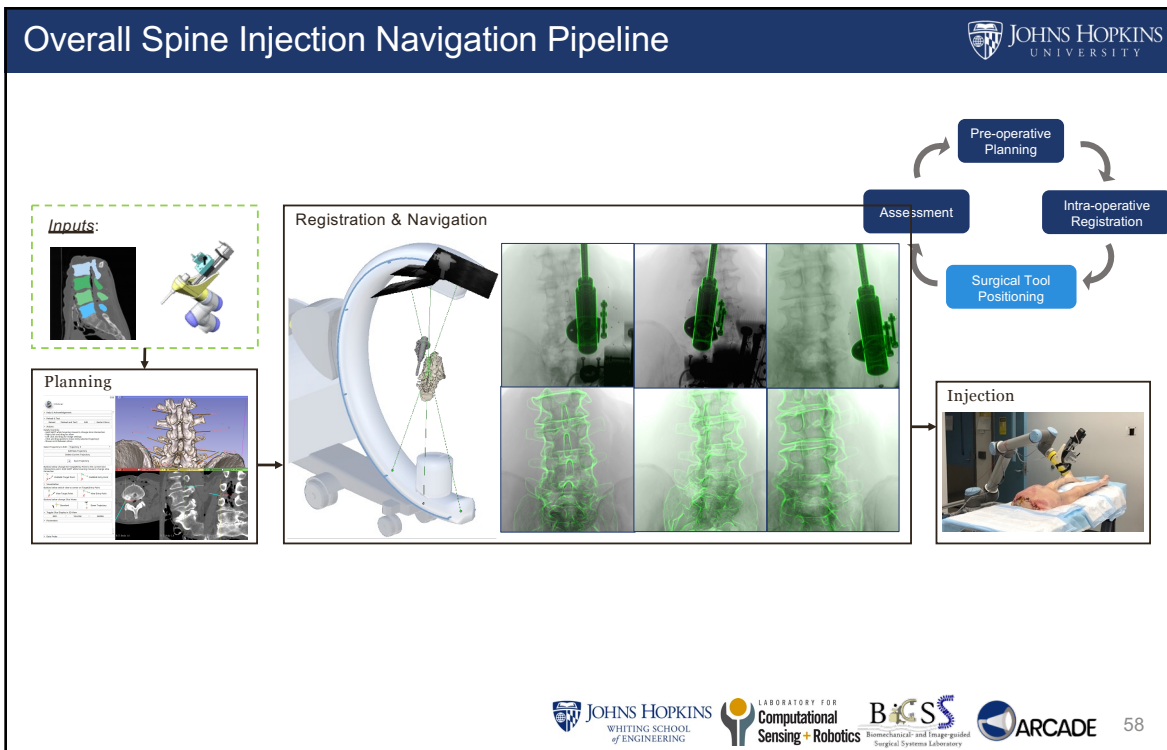 Overall Spine Injection Navigation Pipeline
JOHNS HOPKINS
UNIVERSITY
Pre-operative
Planning
Assessment
Intra-operative
Registration
Surgical Tool
Positioning
Inputs:
Registration & Navigation
Planning
Injection
JOHNS HOPKINS
WHITING SCHOOL
of ENGINEERING
LABORATORY FOR
Computational
Sensing + Robotics
BIGSS
Biomechanical- and Image-guided
Surgical Systems Laboratory
ARCADE
58